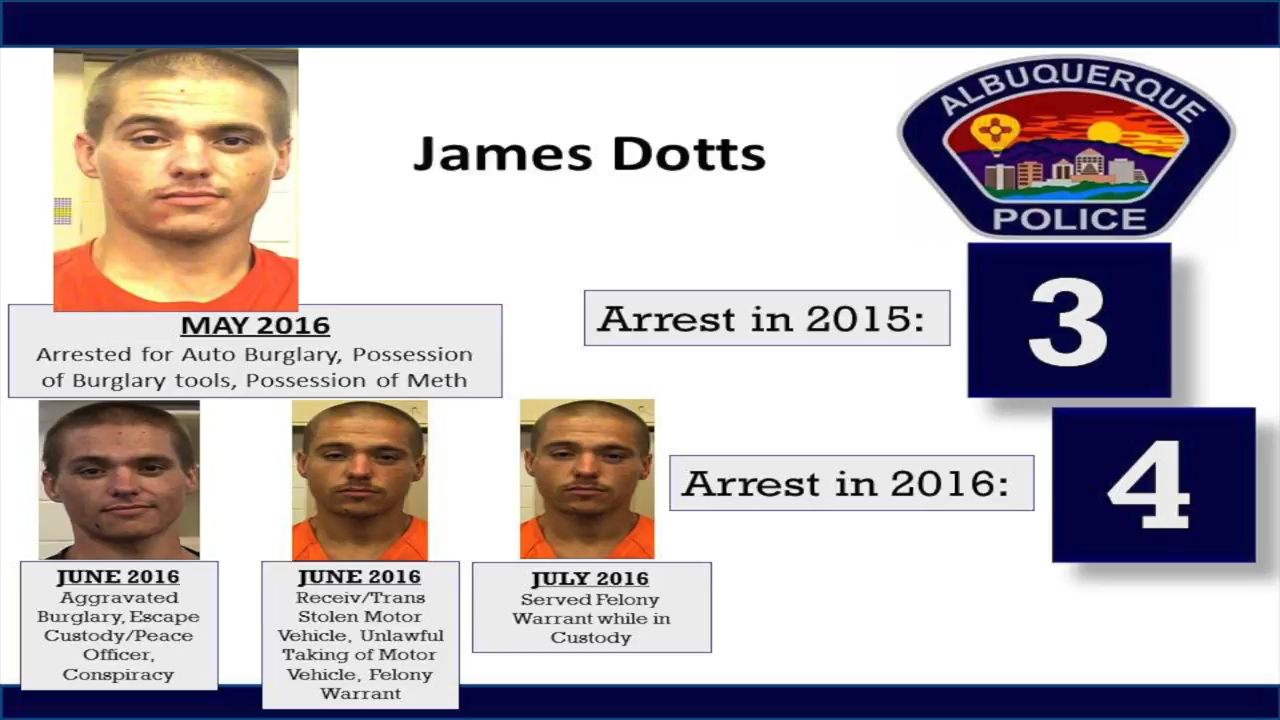 James Dotts
ALBUQUERQUE
POLICE
MAY 2016
Arrested for Auto Burglary, Possession
of Burglary tools, Possession of Meth
Arrest in 2015:
3
Arrest in 2016:
4
JUNE 2016
Aggravated
Burglary, Escape
Custody/Peace
Officer,
Conspiracy
JUNE 2016
Receiv/Trans
Stolen Motor
Vehicle, Unlawful
Taking of Motor
Vehicle, Felony
Warrant
JULY 2016
Served Felony
Warrant while in
Custody